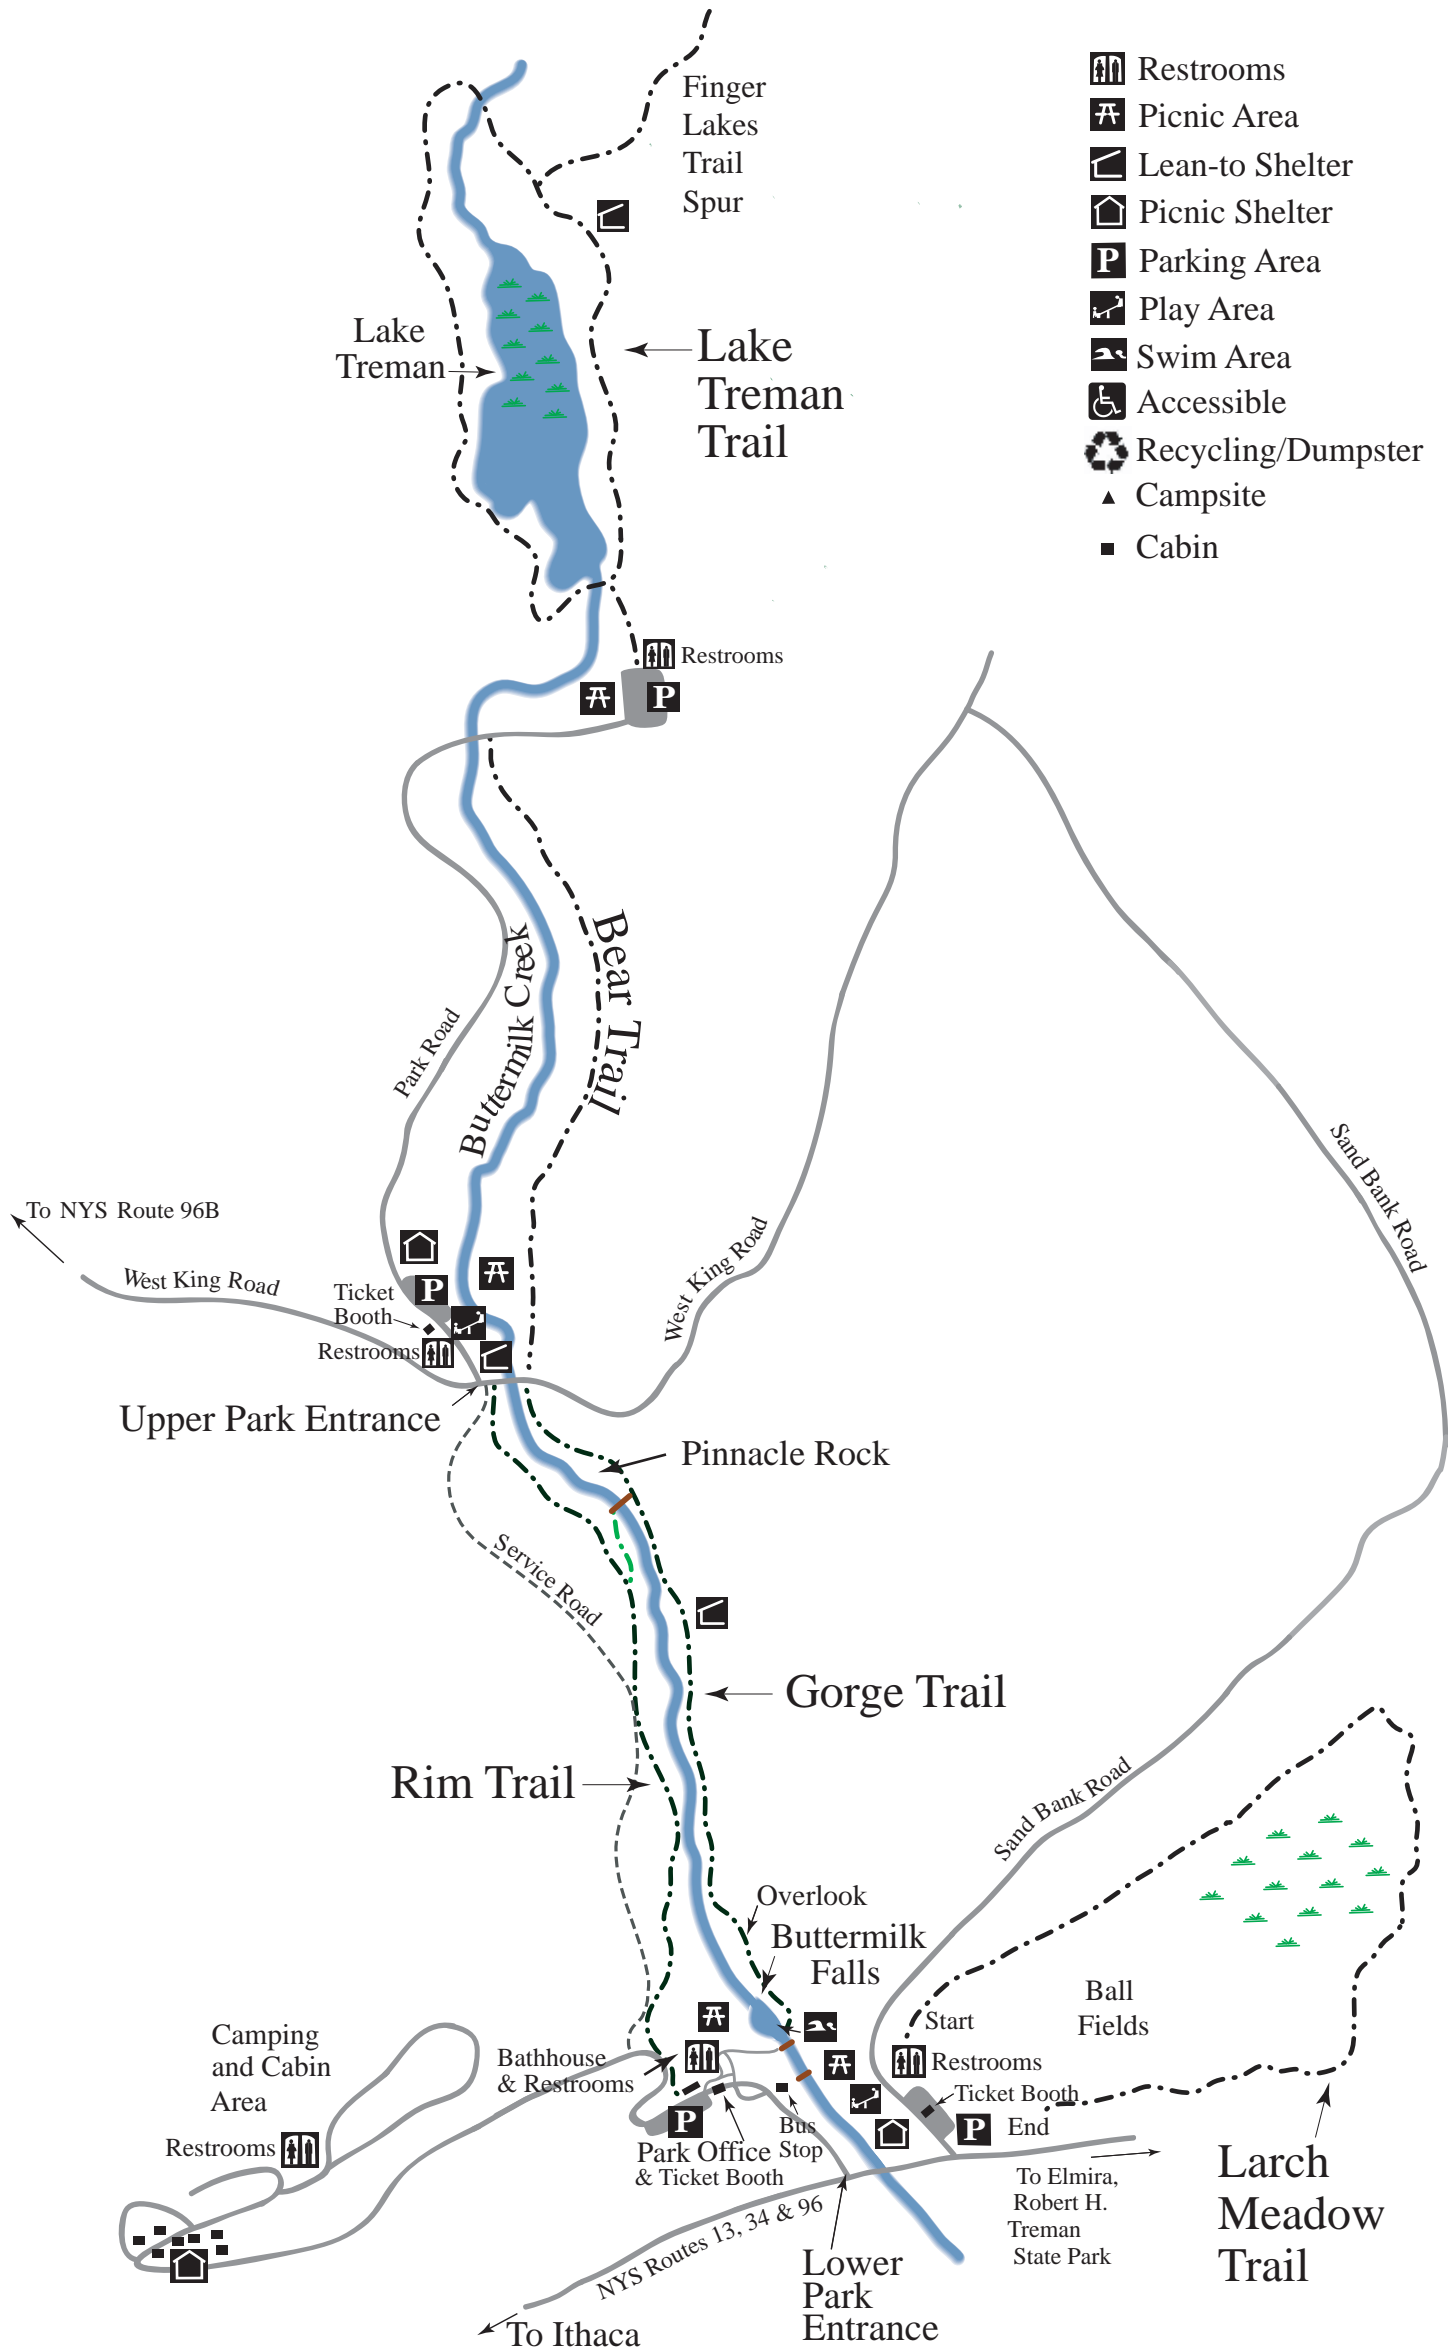 Finger
Lakes
Trail
Spur
Restrooms
Picnic Area
Lean-to Shelter
Picnic Shelter
P
Parking Area
Play Area
Swim Area
Accessible
Recycling/Dumpster
Campsite
Cabin
Lake
Treman
Lake
Treman
Trail
Restrooms
P
Bear Trail
Buttermilk Creek
Park Road
Sand Bank Road
To NYS Route 96B
West King Road
West King Road
P
Ticket
Booth
Restrooms
Upper Park Entrance
Pinnacle Rock
Service Road
Gorge Trail
Rim Trail
Sand Bank Road
Overlook
Buttermilk
Falls
Ball
Fields
Start
Camping
and Cabin
Area
Bathhouse
& Restrooms
Restrooms
Ticket Booth
P
P
End
Bus
Stop
Restrooms
Park Office
& Ticket Booth
To Elmira,
Robert H.
Treman
State Park
Larch
Meadow
Trail
NYS Routes 13, 34 & 96
Lower
Park
Entrance
To Ithaca